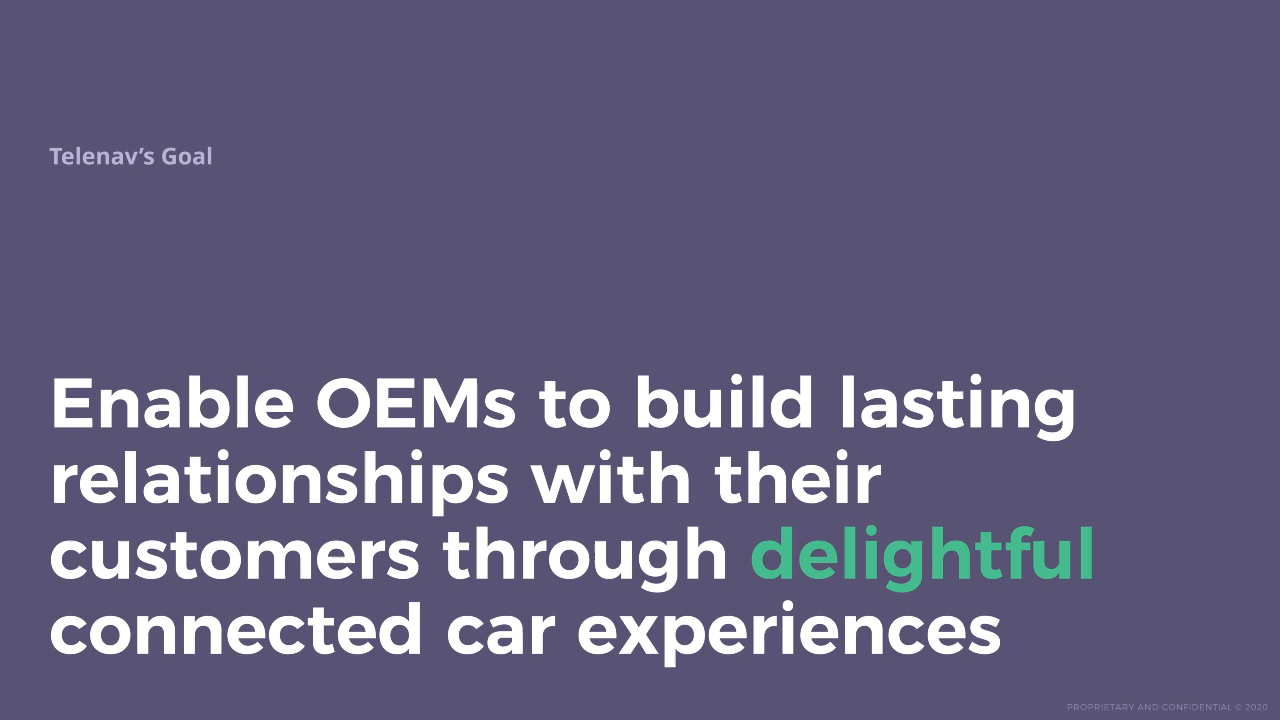 Telenav’s Goal
Enable OEMs to build lasting
relationships with their
customers through delightful
connected car experiences
PROPRIETARY AND CONFIDENTIAL © 2020